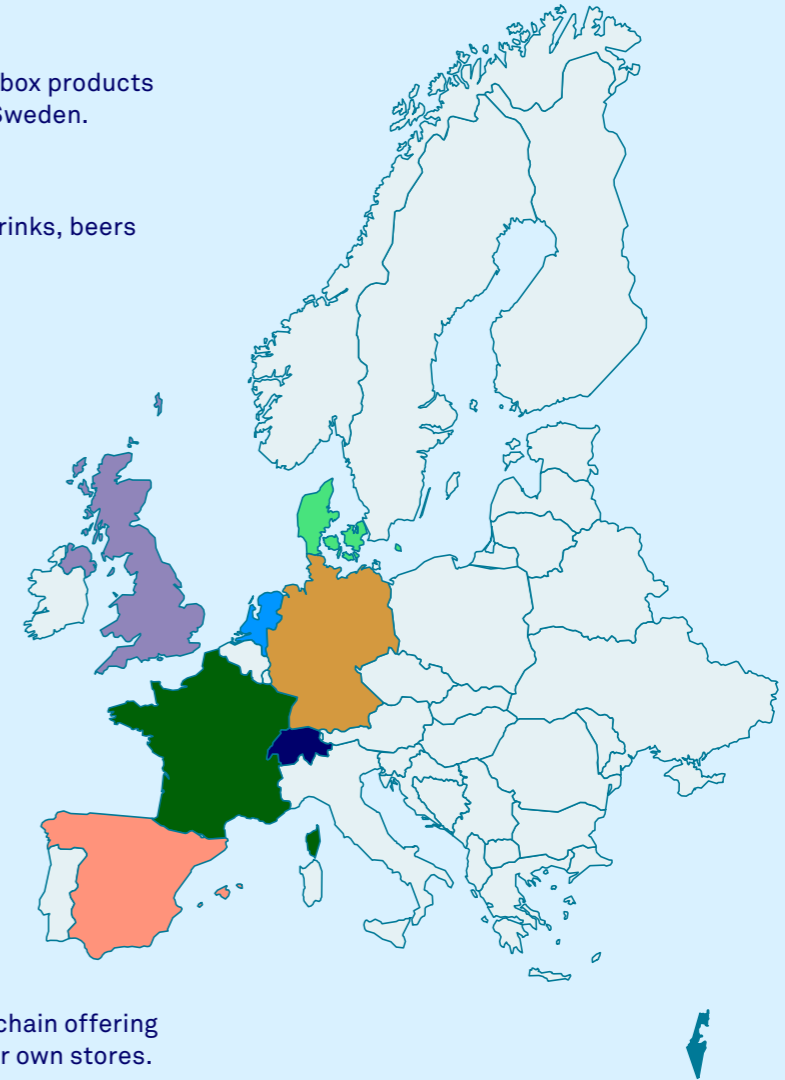 box products
Sweden.
rinks, beers
chain offering
r own stores.